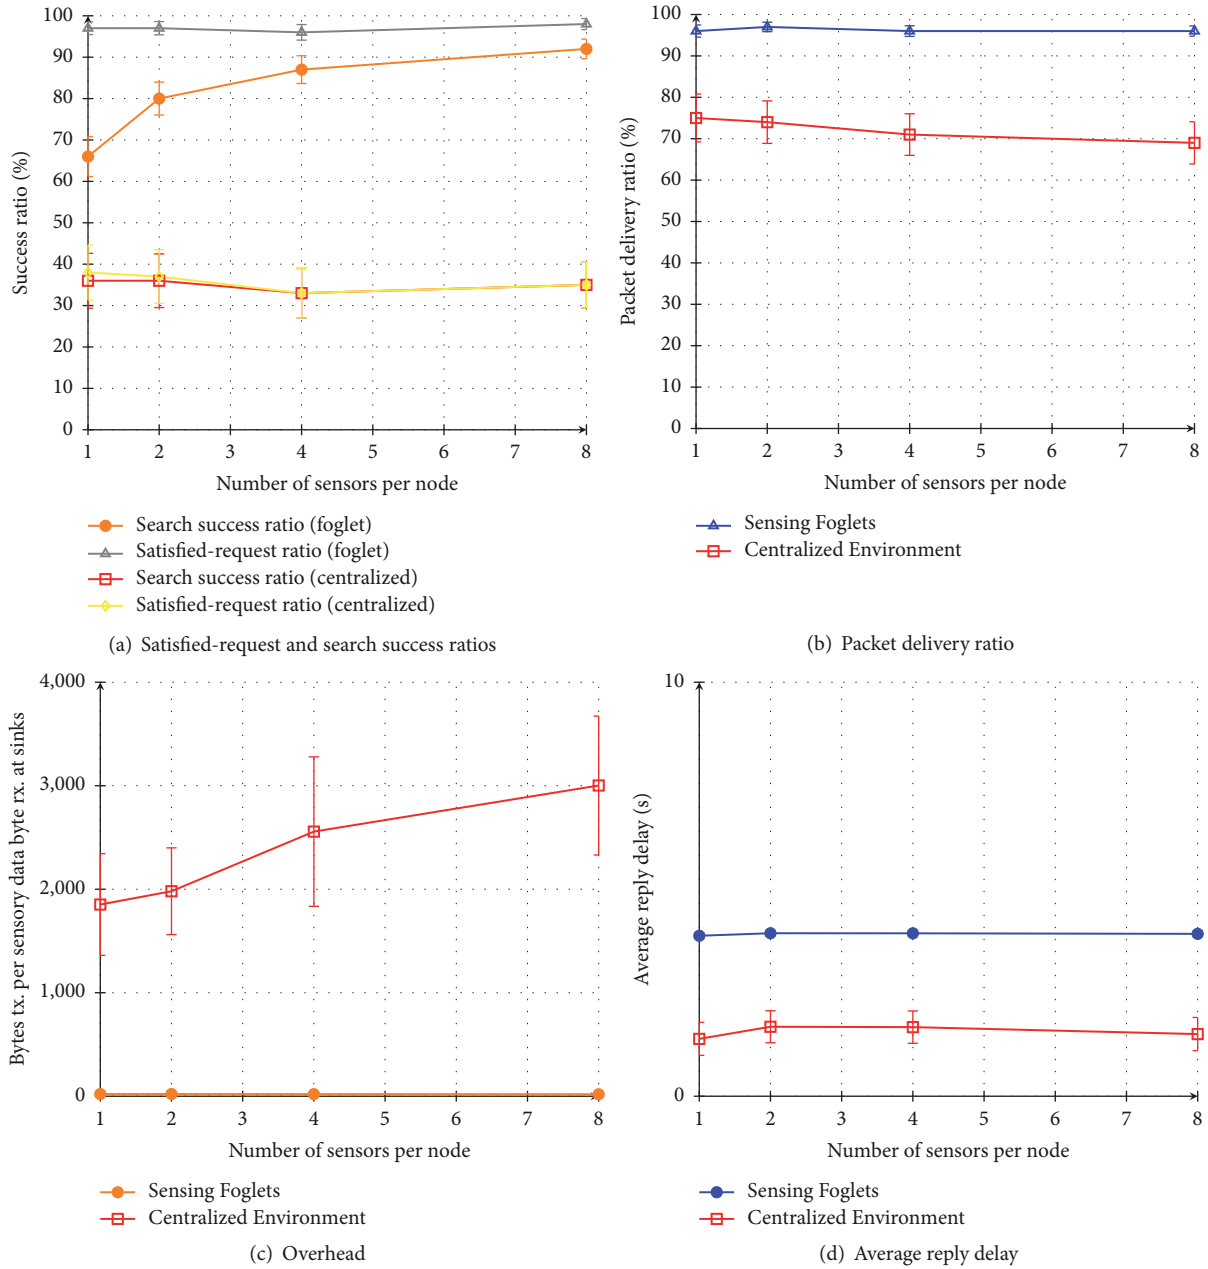 100
90
80
70
60
50
40
30
20
10
0
Success ratio (%)
1 2 3 4 5 6 7 8
Number of sensors per node
Search success ratio (foglet)
Satisfied-request ratio (foglet)
Search success ratio (centralized)
Satisfied-request ratio (centralized)
(a) Satisfied-request and search success ratios
100
90
80
70
60
50
40
30
20
10
0
Packet delivery ratio (%)
1 2 3 4 5 6 7 8
Number of sensors per node
Sensing Foglets
Centralized Environment
(b) Packet delivery ratio
4,000
3,000
2,000
1,000
0
Bytes tx. per sensory data byte rx. at sinks
1 2 3 4 5 6 7 8
Number of sensors per node
Sensing Foglets
Centralized Environment
(c) Overhead
10
0
Average reply delay (s)
1 2 3 4 5 6 7 8
Number of sensors per node
Sensing Foglets
Centralized Environment
(d) Average reply delay